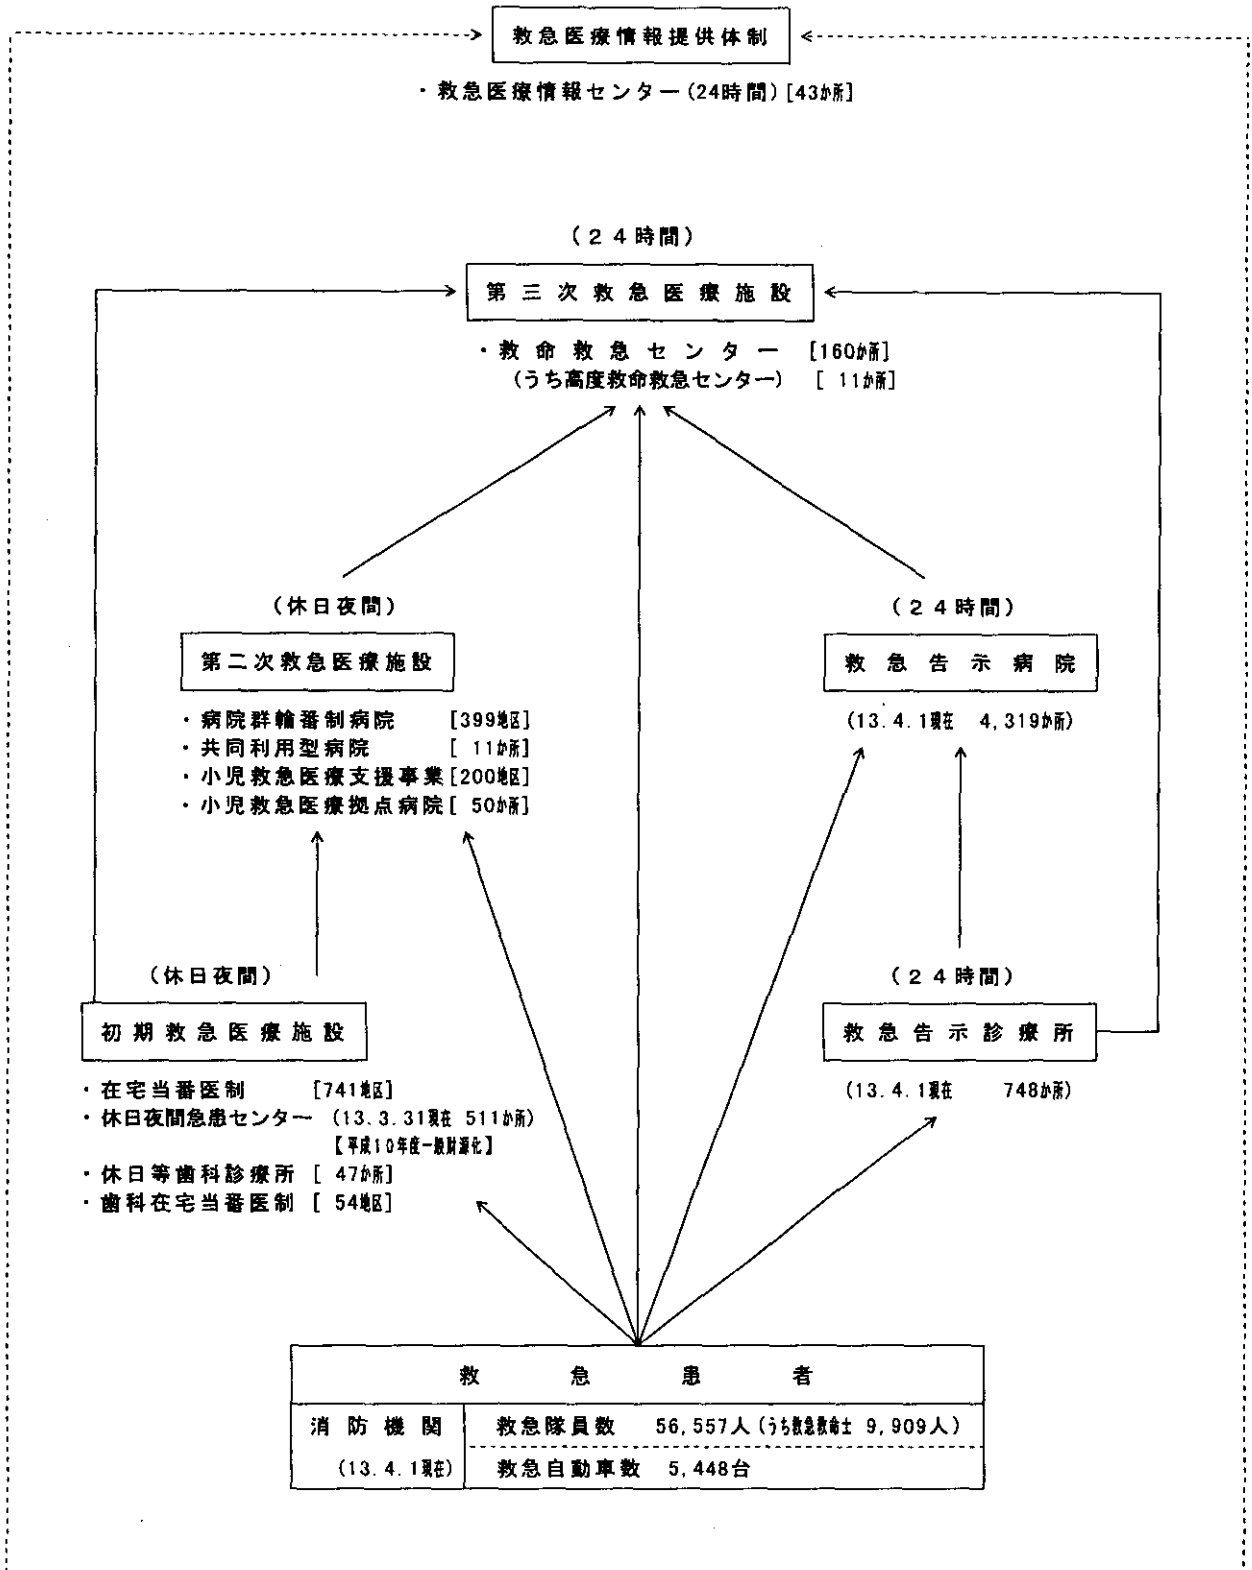 救急医療情報提供体制
・救急医療情報センター(24時間)[43か所]
(24時間)
第三次救急医療施設
・救命救急センター [160か所]
(うち高度救命救急センター) [ 11か所]
(休日夜間)
第二次救急医療施設
・病院群輪番制病院 [399地区]
・共同利用型病院 [ 11か所]
・小児救急医療支援事業[200地区]
・小児救急医療拠点病院[ 50か所]
(24時間)
救急告示病院
(13.4.1現在 4,319か所)
(休日夜間)
初期救急医療施設
・在宅当番医制 [741地区]
・休日夜間急患センター (13.3.31現在 511か所)
【平成10年度一般財源化】
・休日等歯科診療所 [ 47か所]
・歯科在宅当番医制 [ 54地区]
(24時間)
救急告示診療所
(13.4.1現在 748か所)
救急患者
消防機関 救急隊員数 56,557人(うち救急救命士 9,909人)
(13.4.1現在) 救急自動車数 5,448台